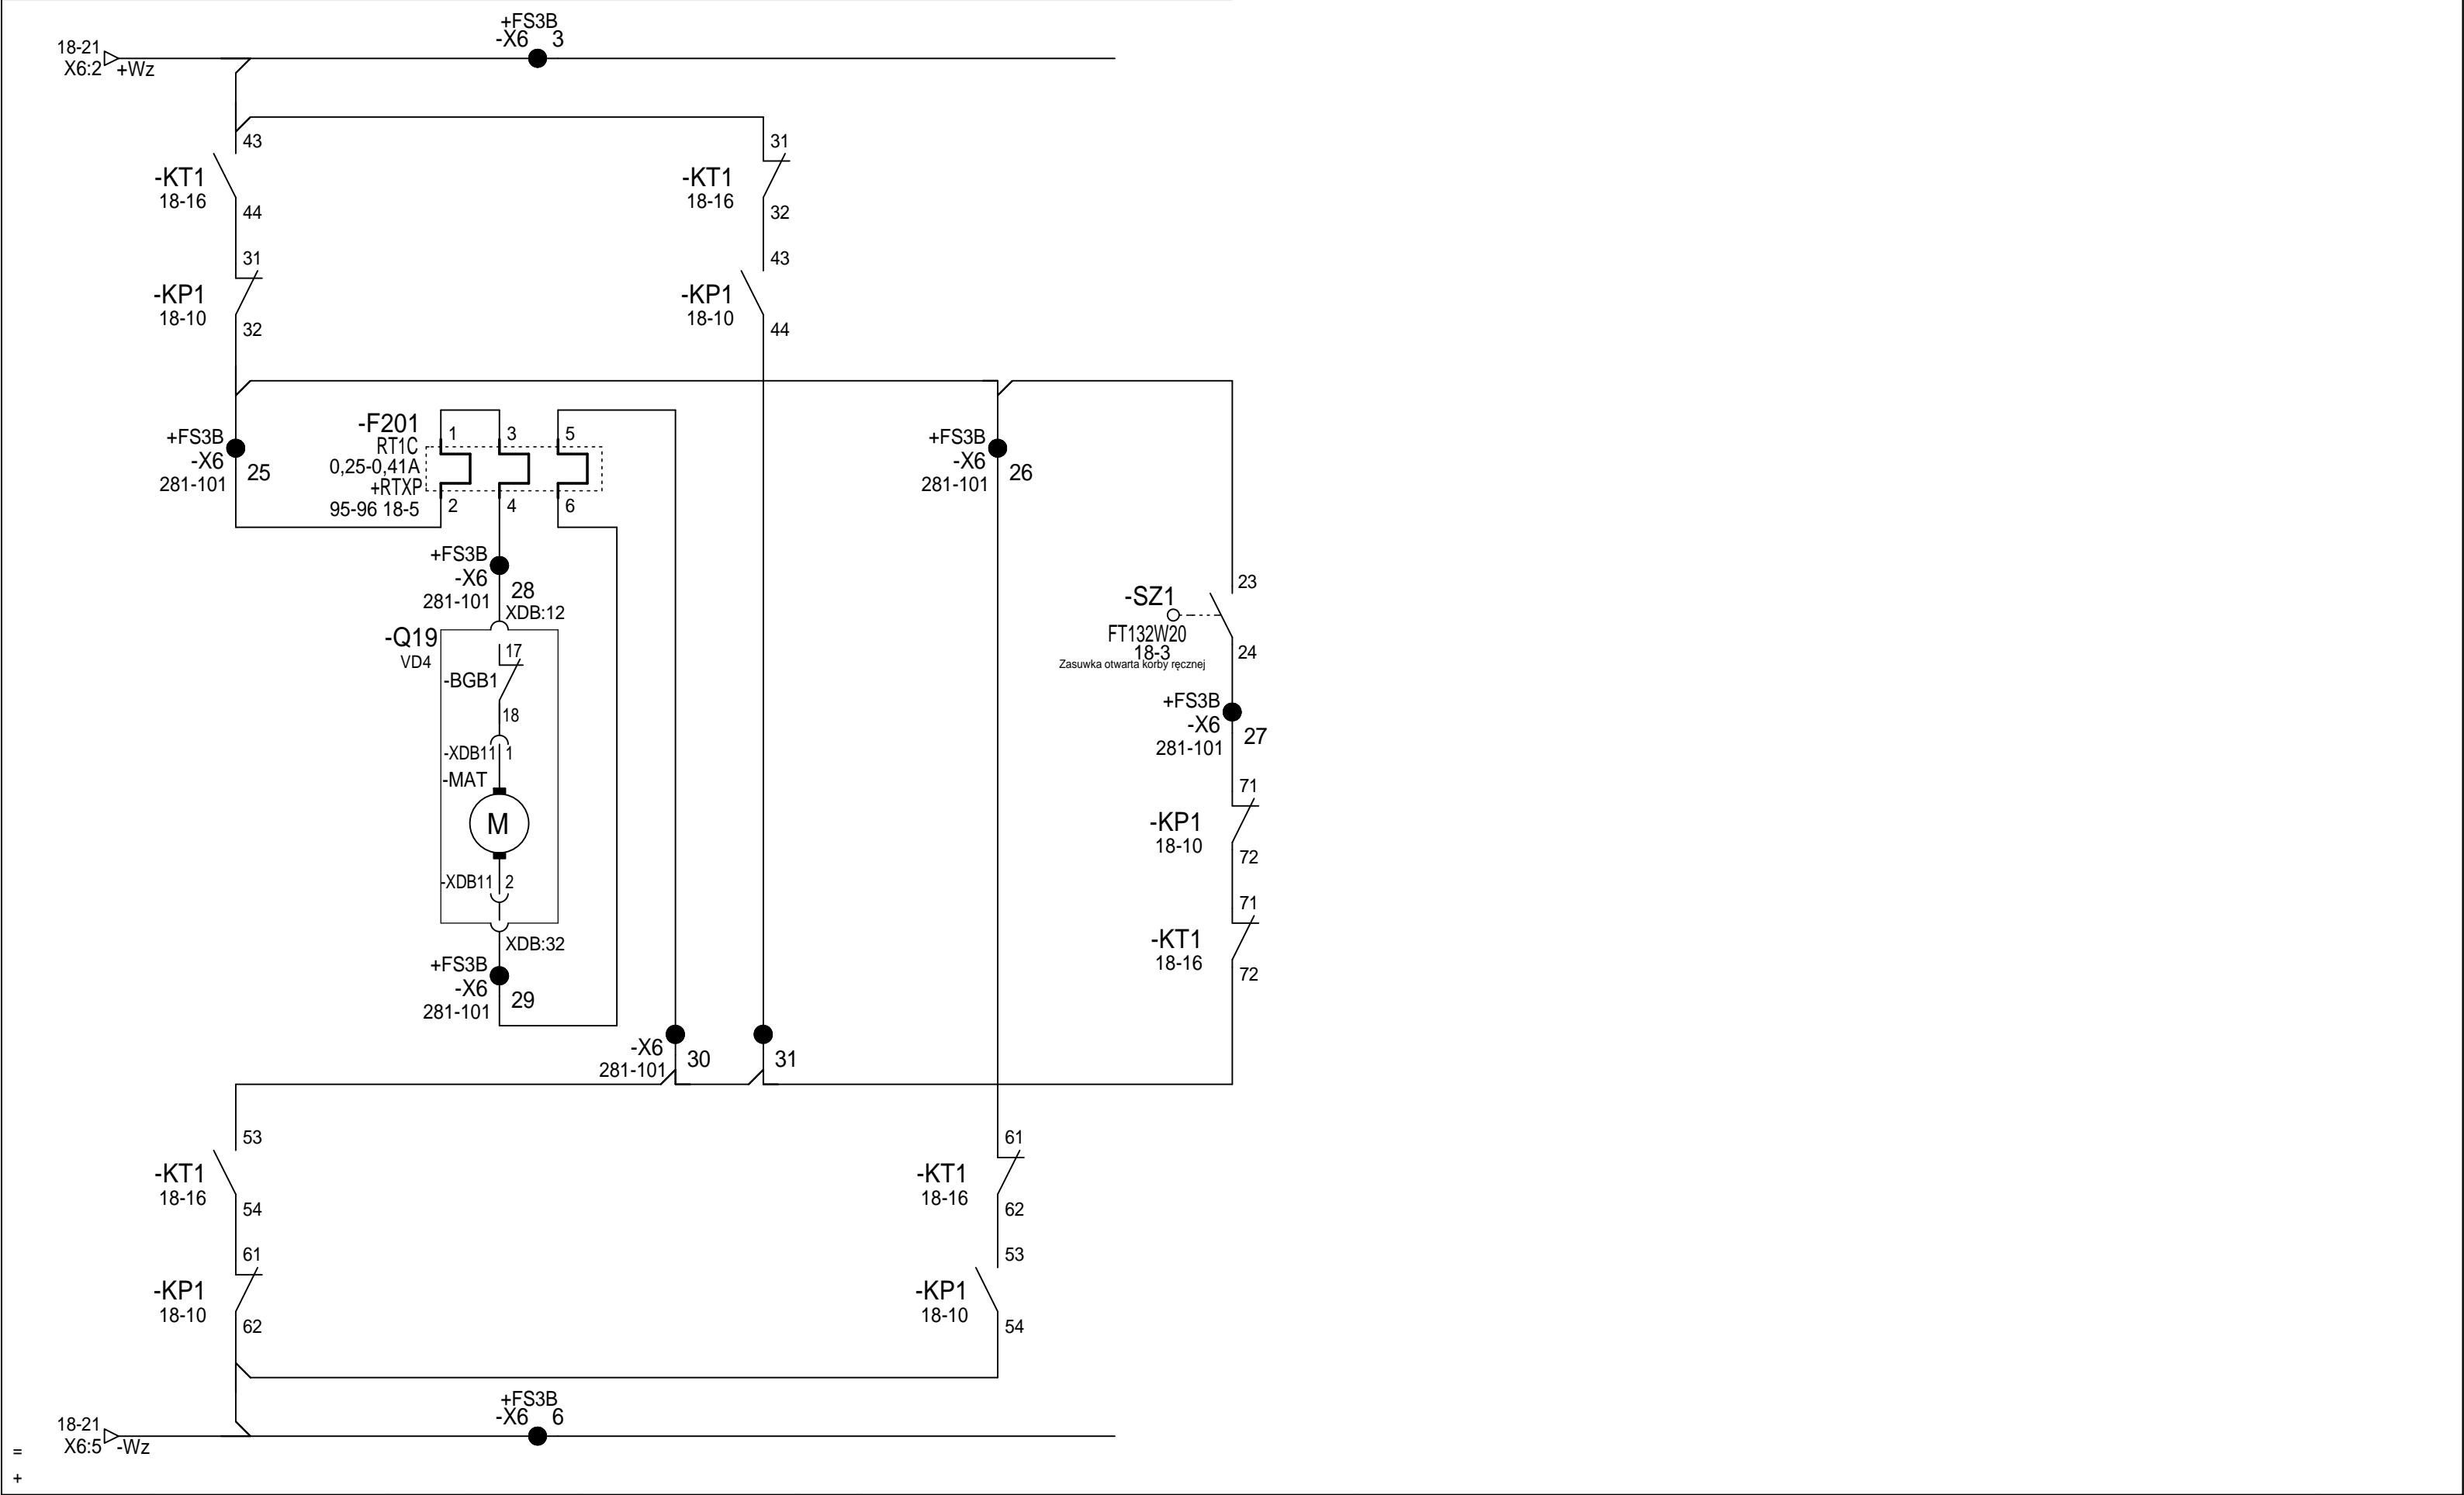 +FS3B
-X6 3
18-21
X6:2 +Wz
43
-KT1
18-16
44
31
-KT1
18-16
32
31
-KP1
18-10
32
43
-KP1
18-10
44
+FS3B
-X6
281-101
25
-F201
RT1C
0,25-0,41A
+RTXP
95-96 18-5
1 3 5
2 4 6
+FS3B
-X6
281-101
26
+FS3B
-X6
281-101
28
XDB:12
-Q19
VD4
17
-BGB1
18
-XDB11 1
-MAT
M
-XDB11 2
XDB:32
+FS3B
-X6
281-101
29
23
-SZ1
FT132W20
18-3
24
Zasuwka otwarta korby ręcznej
+FS3B
-X6
281-101
27
71
-KP1
18-10
72
71
-KT1
18-16
72
-X6
281-101
30
31
53
-KT1
18-16
54
61
-KT1
18-16
62
61
-KP1
18-10
62
53
-KP1
18-10
54
+FS3B
-X6 6
18-21
X6:5 -Wz
=
+